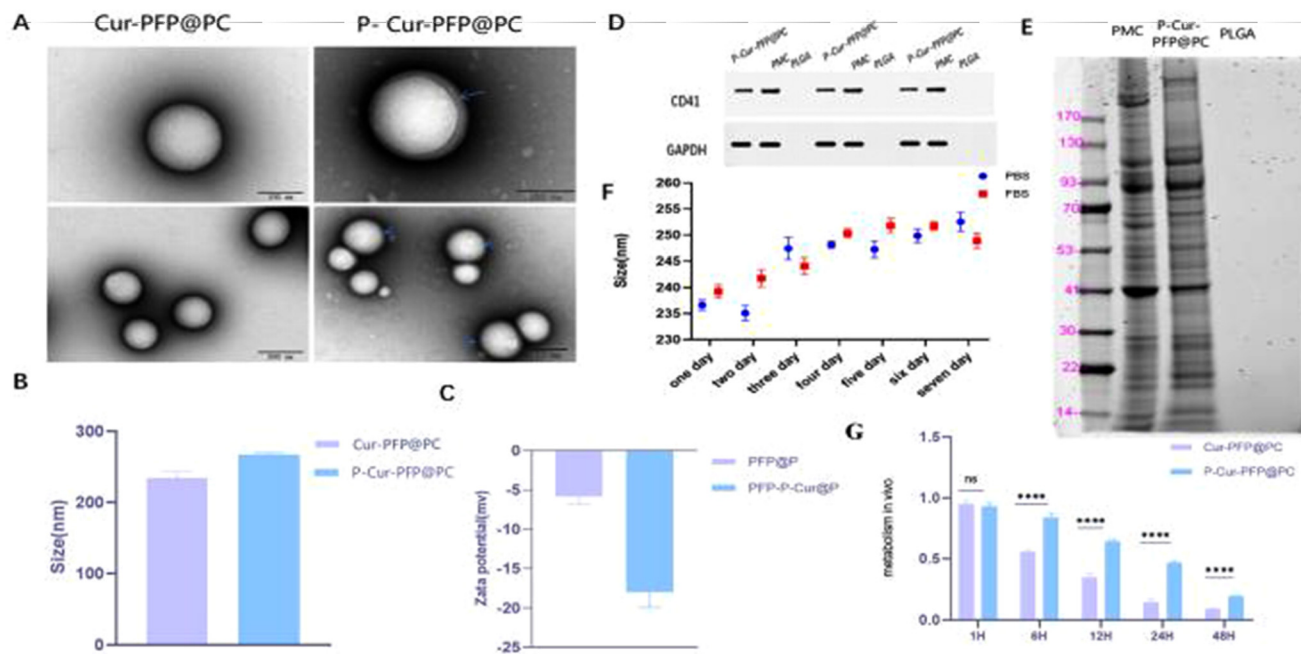 A
Cur-PFP@PC
P- Cur-PFP@PC
B
Size(nm)
300
200
100
0
Cur-PFP@PC
P-Cur-PFP@PC
C
Zata potential(mv)
0
-5
-10
-15
-20
-25
PFP@P
PFP-P-Cur@P
D
P-Cur-PFP@PC PMC PLGA P-Cur-PFP@PC PMC PLGA P-Cur-PFP@PC PMC PLGA
CD41
GAPDH
F
Size(nm)
260
255
250
245
240
235
230
PBS
FBS
one day two day three day four day five day six day seven day
E
PMC P-Cur-PFP@PC PLGA
170
130
93
70
53
41
30
22
14
G
metabolism in vivo
1.5
1.0
0.5
0.0
Cur-PFP@PC
P-Cur-PFP@PC
ns **** **** **** ****
1H 6H 12H 24H 48H